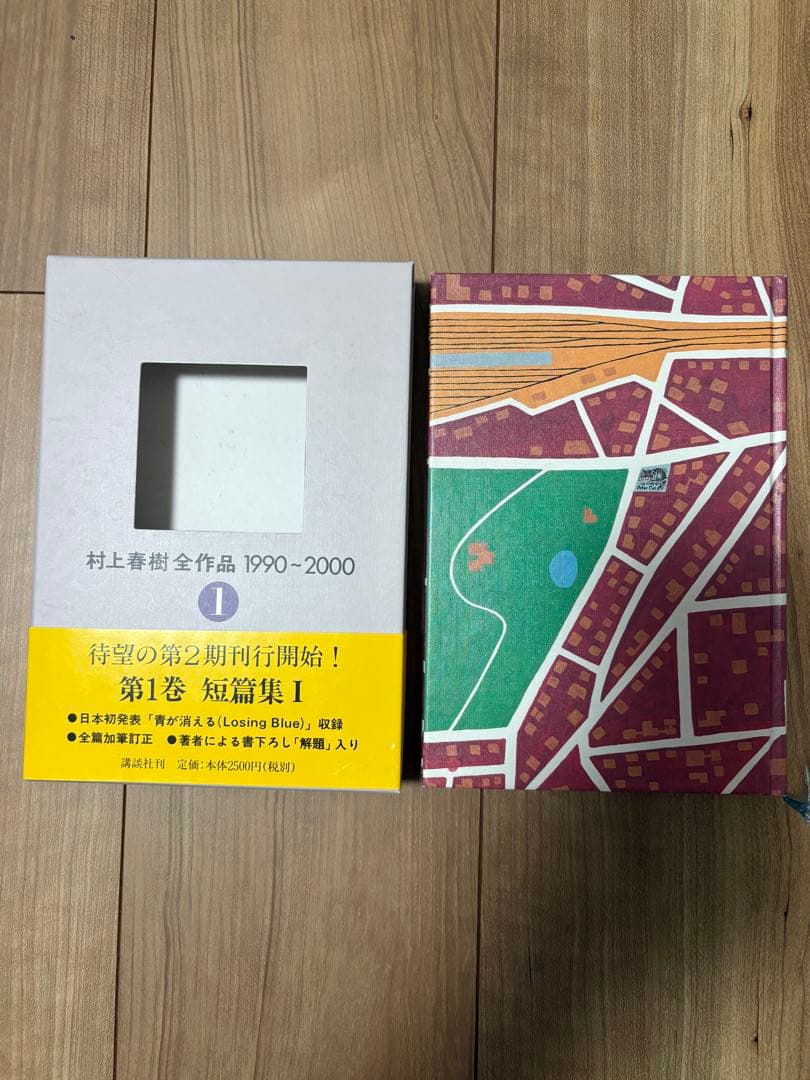 村上春樹 全作品 1990~2000
1
待望の第2期刊行開始！
第1巻 短篇集 I
●日本初発表「青が消える(Losing Blue)」収録
●全篇加筆訂正 ●著者による書下ろし「解題」入り
講談社刊 定価：本体2500円(税別)